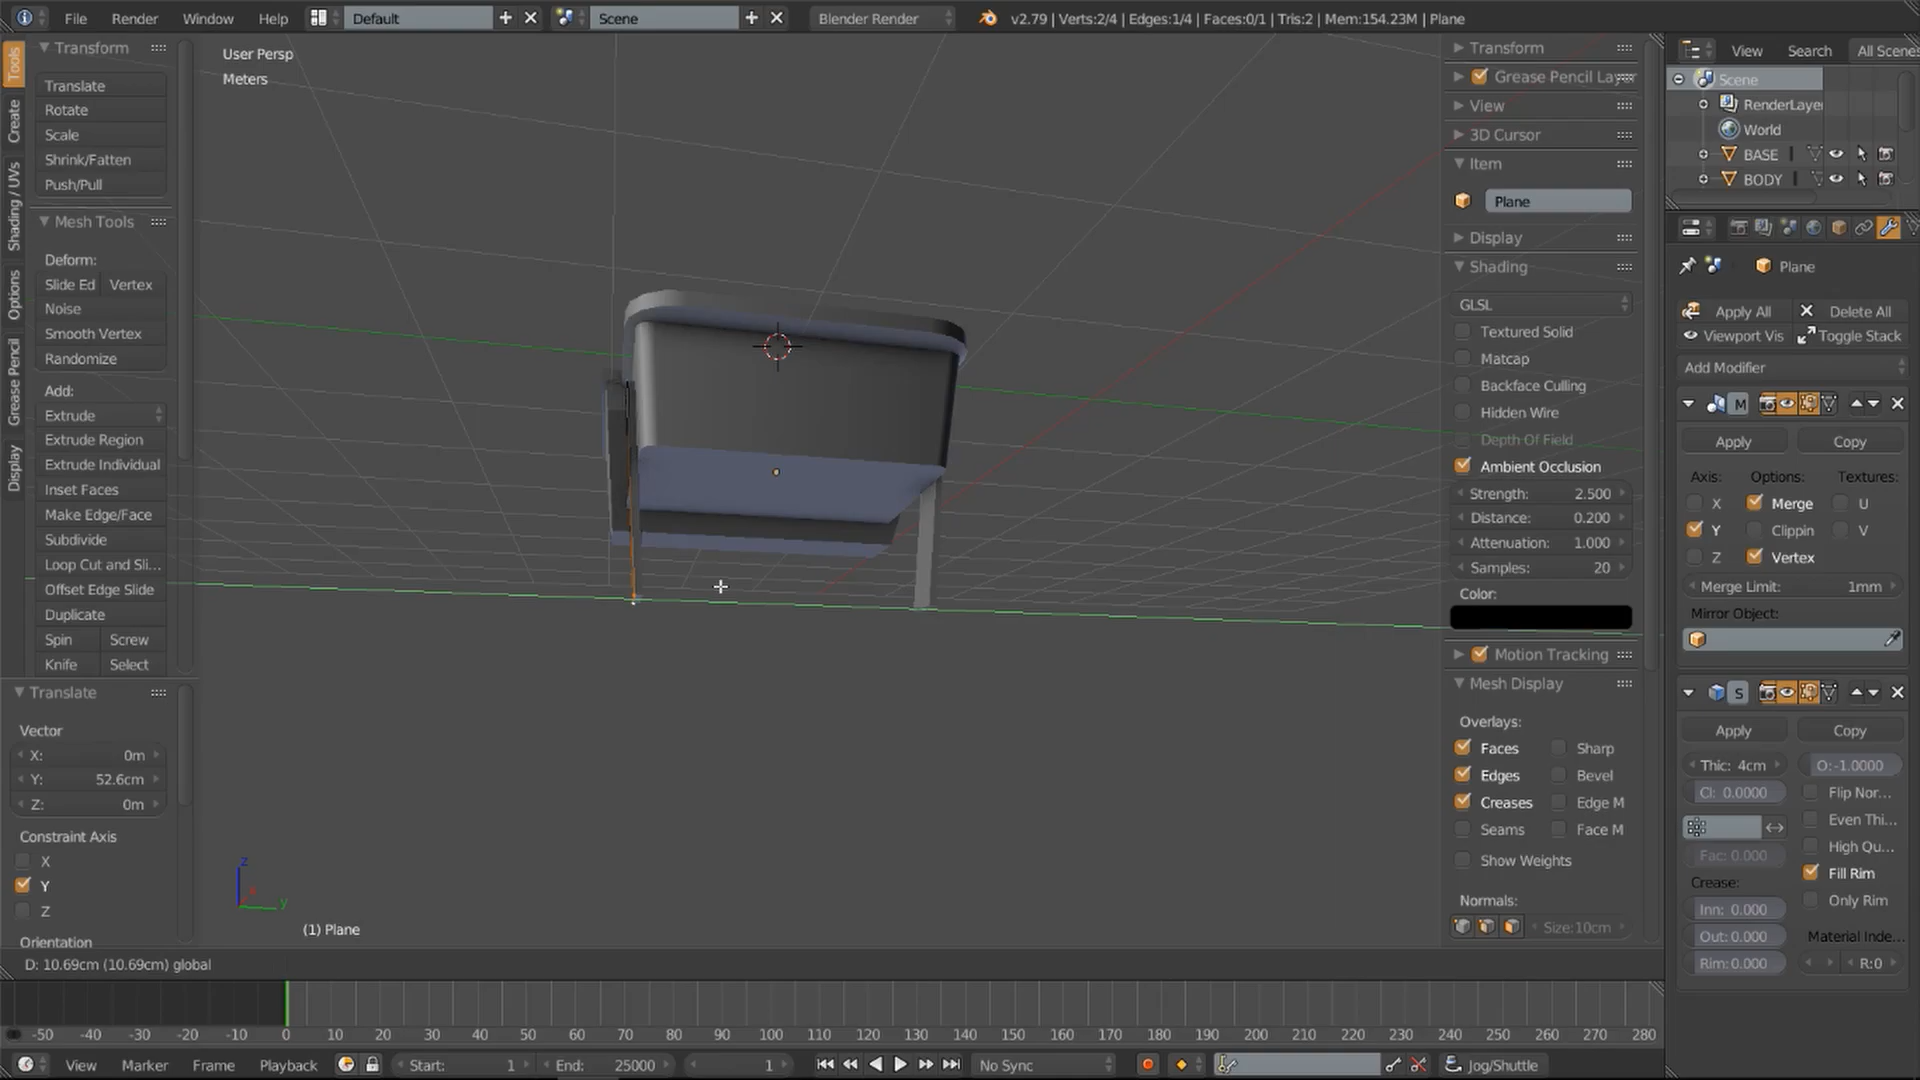 File Render Window Help Default Scene Blender Render v2.79 | Verts:2/4 | Edges:1/4 | Faces:0/1 | Tris:2 | Mem:154.23M | Plane
Tools
Create
Shading / UVs
Options
Grease Pencil
Display
Transform
Translate
Rotate
Scale
Shrink/Fatten
Push/Pull
Mesh Tools
Deform:
Slide Ed Vertex
Noise
Smooth Vertex
Randomize
Add:
Extrude
Extrude Region
Extrude Individual
Inset Faces
Make Edge/Face
Subdivide
Loop Cut and Sli...
Offset Edge Slide
Duplicate
Spin Screw
Knife Select
Translate
Vector
X: 0m
Y: 52.6cm
Z: 0m
Constraint Axis
X
Y
Z
Orientation
User Persp
Meters
z
y
(1) Plane
D: 10.69cm (10.69cm) global
Transform
Grease Pencil Layer
View
3D Cursor
Item
Plane
Display
Shading
GLSL
Textured Solid
Matcap
Backface Culling
Hidden Wire
Depth Of Field
Ambient Occlusion
Strength: 2.500
Distance: 0.200
Attenuation: 1.000
Samples: 20
Color:
Motion Tracking
Mesh Display
Overlays:
Faces Sharp
Edges Bevel
Creases Edge M
Seams Face M
Show Weights
Normals:
Size:10cm
View Search All Scenes
Scene
RenderLayer
World
BASE
BODY
Plane
Apply All Delete All
Viewport Vis Toggle Stack
Add Modifier
M
Apply Copy
Axis: Options: Textures:
X Merge U
Y Clippin V
Z Vertex
Merge Limit: 1mm
Mirror Object:
S
Apply Copy
Thic: 4cm O:-1.0000
Cl: 0.0000 Flip Nor...
Even Thi...
High Qu...
Fac: 0.000
Fill Rim
Crease:
Only Rim
Inn: 0.000
Out: 0.000 Material Inde...
Rim:0.000 R:0
-50 -40 -30 -20 -10 0 10 20 30 40 50 60 70 80 90 100 110 120 130 140 150 160 170 180 190 200 210 220 230 240 250 260 270 280
View Marker Frame Playback Start: 1 End: 25000 1 No Sync Jog/Shuttle